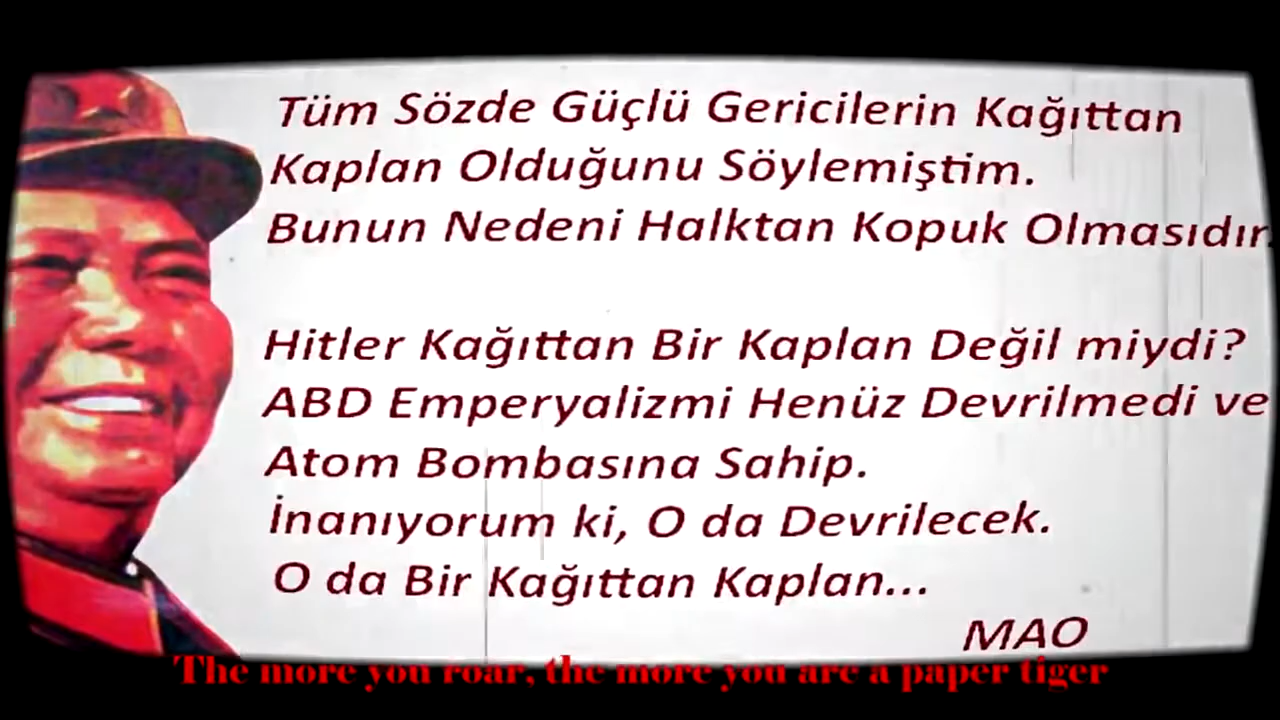 Tüm Sözde Güçlü Gericilerin Kağıttan
Kaplan Olduğunu Söylemiştim.
Bunun Nedeni Halktan Kopuk Olmasıdır.
Hitler Kağıttan Bir Kaplan Değil miydi?
ABD Emperyalizmi Henüz Devrilmedi ve
Atom Bombasına Sahip.
İnanıyorum ki, O da Devrilecek.
O da Bir Kağıttan Kaplan...
MAO
The more you roar, the more you are a paper tiger